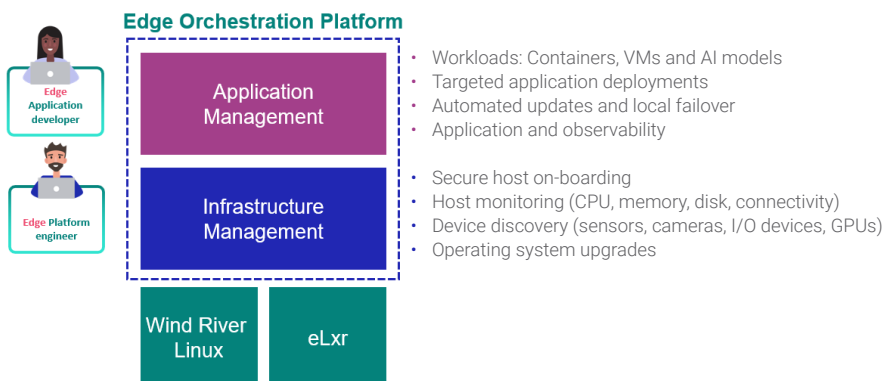 Edge Orchestration Platform
Edge
Application
developer
Application
Management
• Workloads: Containers, VMs and AI models
• Targeted application deployments
• Automated updates and local failover
• Application and observability
Edge Platform
engineer
Infrastructure
Management
• Secure host on-boarding
• Host monitoring (CPU, memory, disk, connectivity)
• Device discovery (sensors, cameras, I/O devices, GPUs)
• Operating system upgrades
Wind River
Linux
eLxr